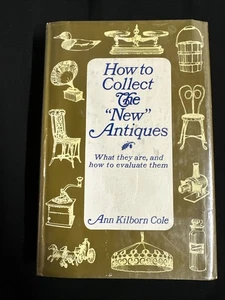 How to
Collect
The
"New"
Antiques
What they are, and
how to evaluate them
Ann Kilborn Cole